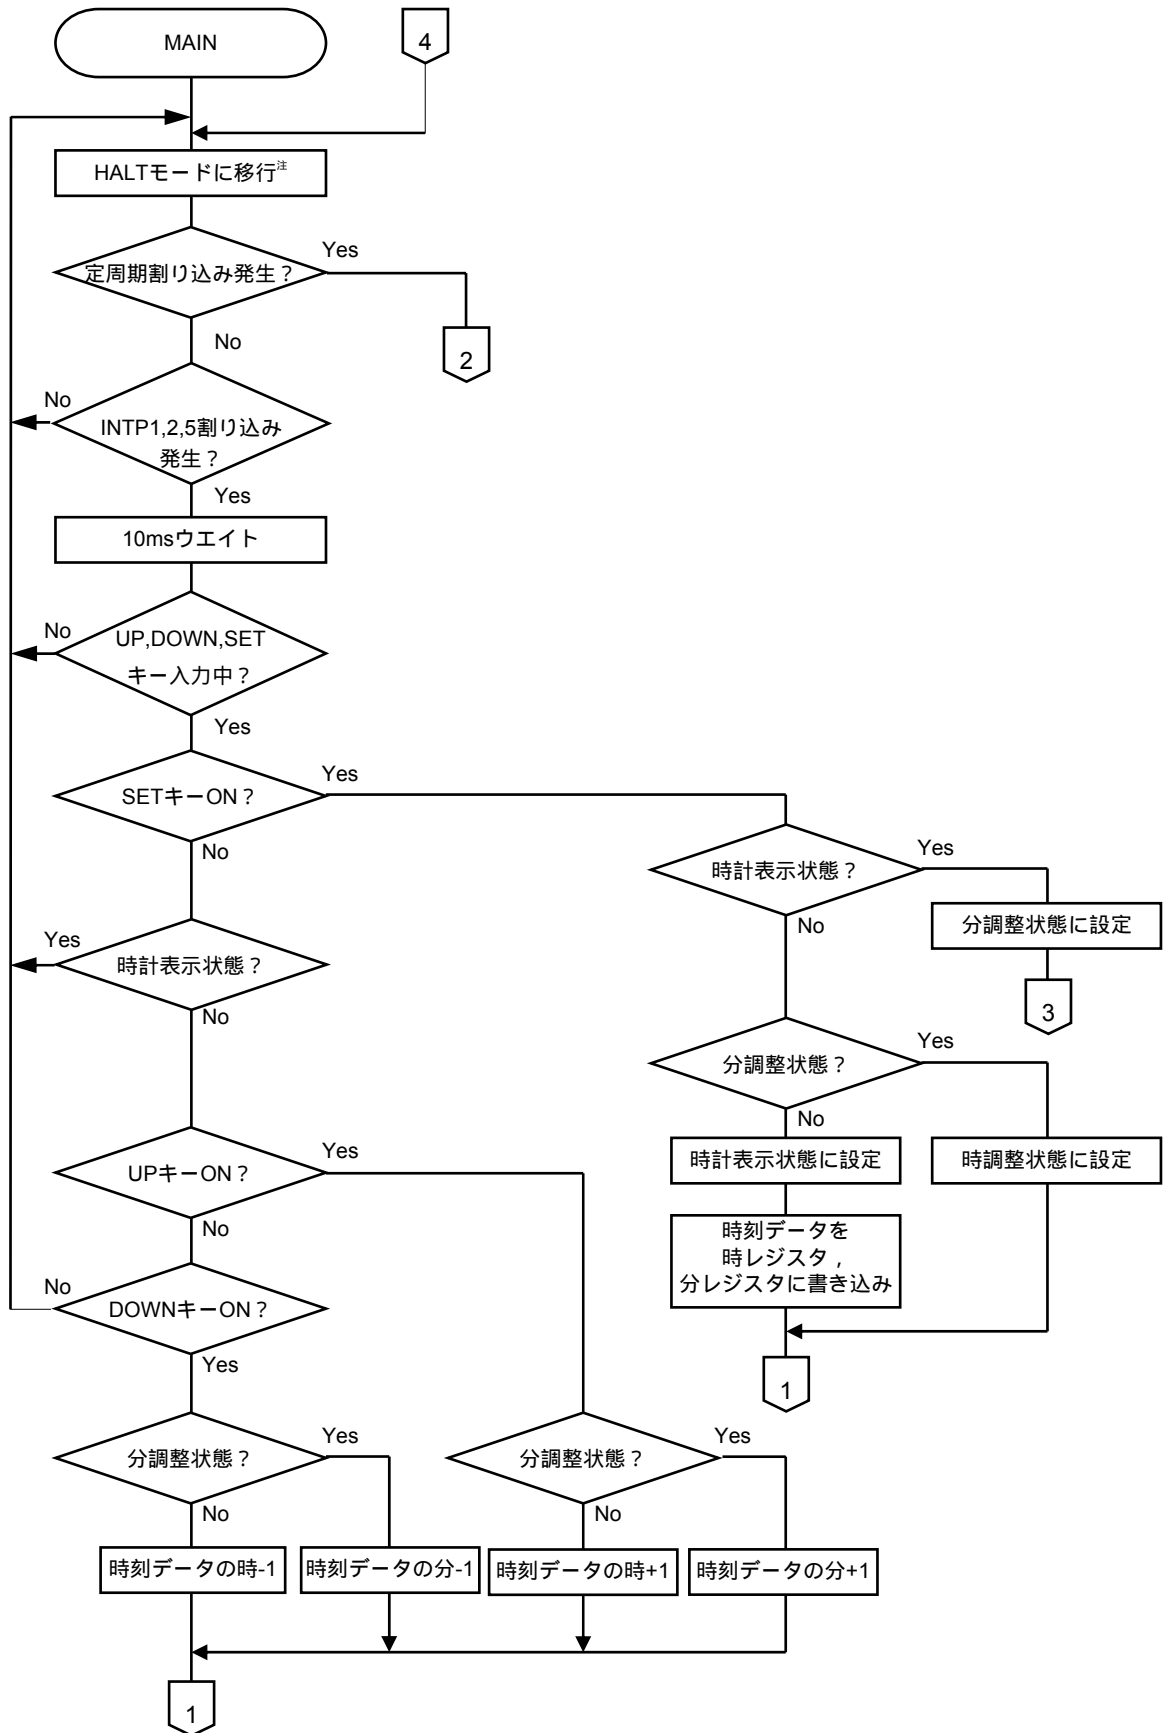 MAIN
4
HALTモードに移行注
定周期割り込み発生？
Yes
2
No
No
INTP1,2,5割り込み
発生？
Yes
10msウエイト
No
UP,DOWN,SET
キー入力中？
Yes
SETキーON？
Yes
No
時計表示状態？
Yes
分調整状態に設定
3
No
Yes
時計表示状態？
No
分調整状態？
Yes
時調整状態に設定
No
時計表示状態に設定
時刻データを
時レジスタ，
分レジスタに書き込み
1
UPキーON？
Yes
No
No
DOWNキーON？
Yes
分調整状態？
Yes
No
分調整状態？
Yes
No
時刻データの時-1
時刻データの分-1
時刻データの時+1
時刻データの分+1
1